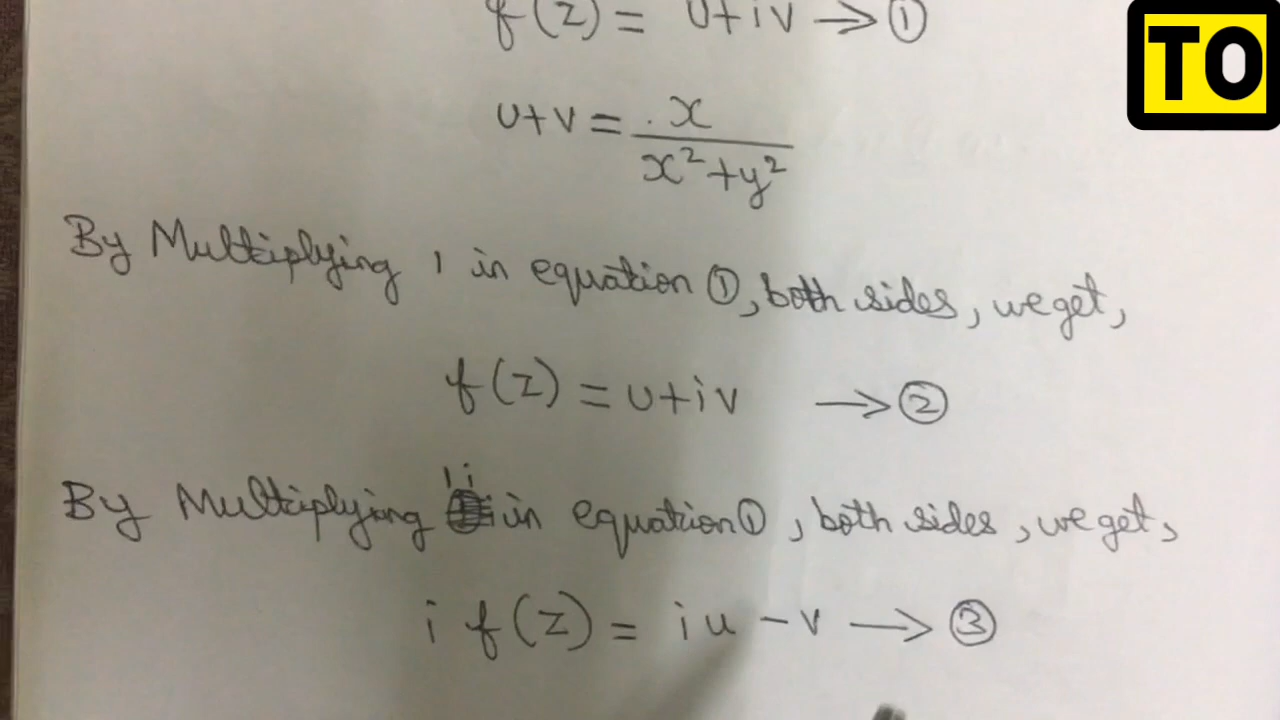 f(z) = u+iv → ①
TO
u+v = x / x²+y²
By Multiplying 1 in equation ①, both sides, we get,
f(z) = u+iv → ②
By Multiplying 1i in equation ①, both sides, we get,
i f(z) = iu - v → ③